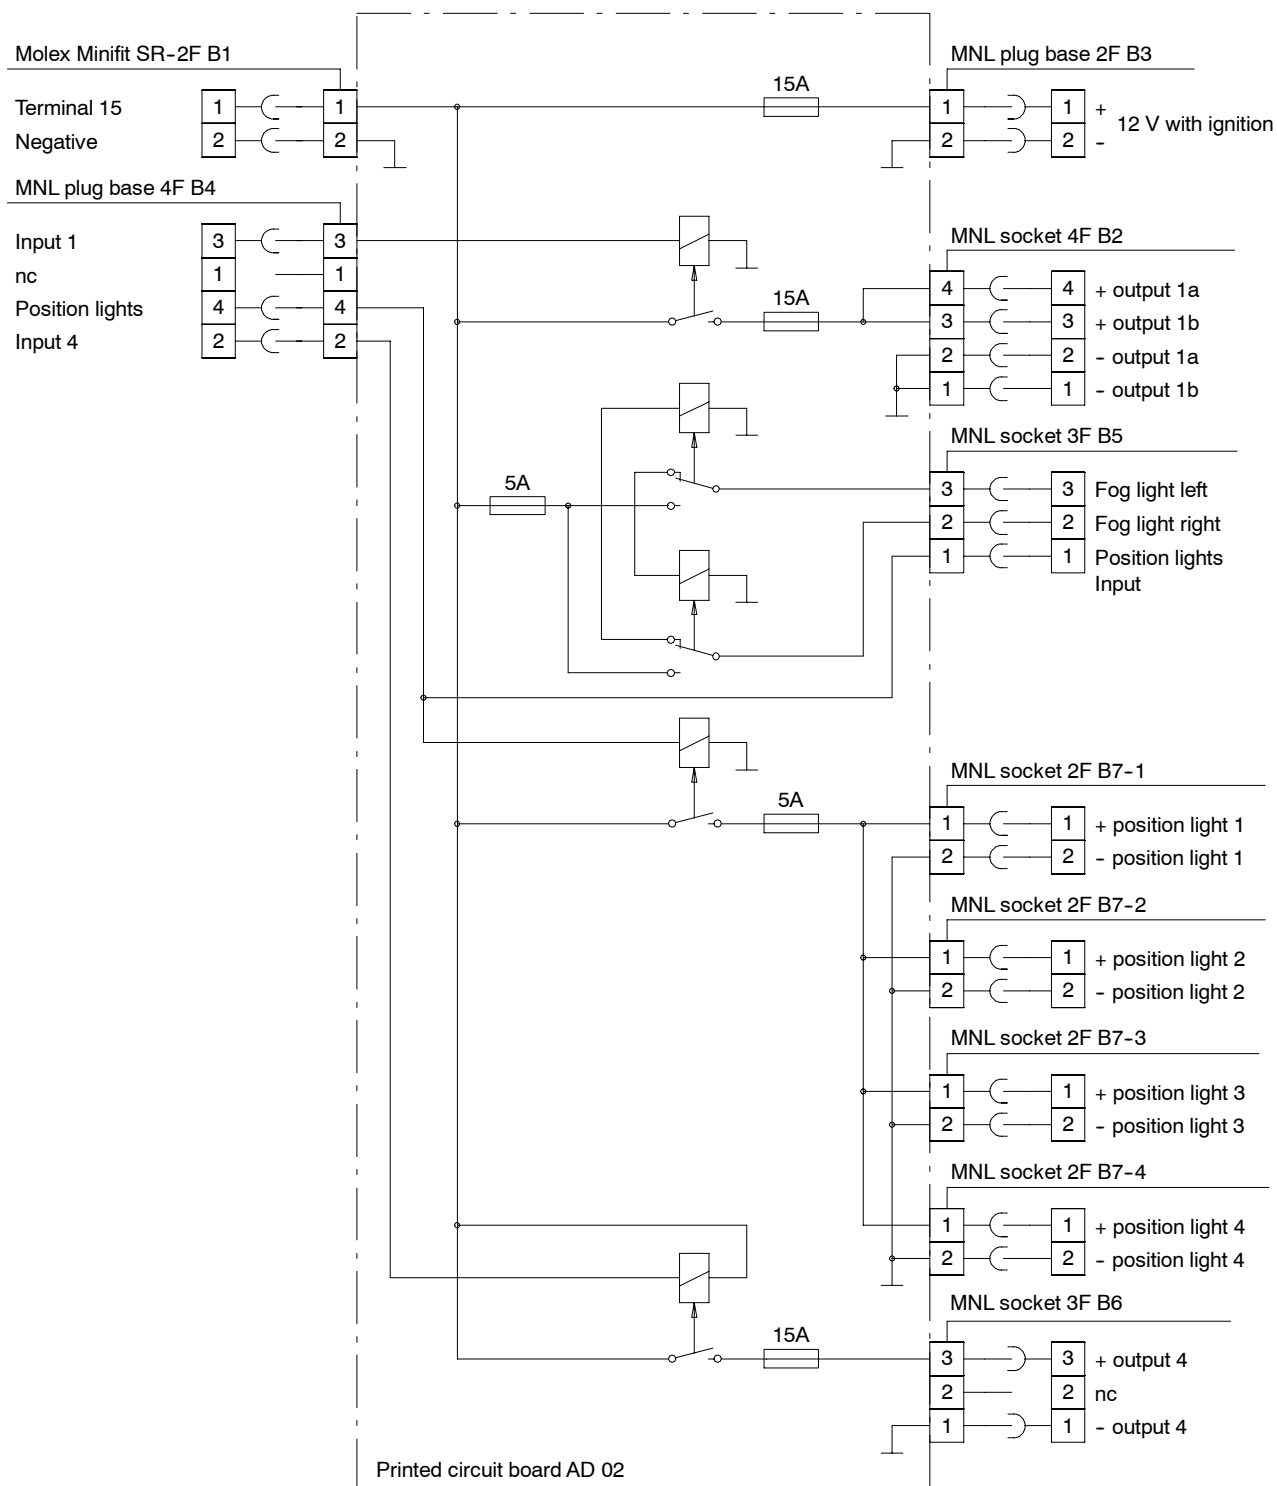 Molex Minifit SR-2F B1
Terminal 15 1 1
Negative 2 2
MNL plug base 4F B4
Input 1 3 3
nc 1 1
Position lights 4 4
Input 4 2 2
15A
MNL plug base 2F B3
1 1 +
12 V with ignition
2 2 -
15A
MNL socket 4F B2
4 4 + output 1a
3 3 + output 1b
2 2 - output 1a
1 1 - output 1b
5A
MNL socket 3F B5
3 3 Fog light left
2 2 Fog light right
1 1 Position lights
Input
5A
MNL socket 2F B7-1
1 1 + position light 1
2 2 - position light 1
MNL socket 2F B7-2
1 1 + position light 2
2 2 - position light 2
MNL socket 2F B7-3
1 1 + position light 3
2 2 - position light 3
MNL socket 2F B7-4
1 1 + position light 4
2 2 - position light 4
15A
MNL socket 3F B6
3 3 + output 4
2 2 nc
1 1 - output 4
Printed circuit board AD 02